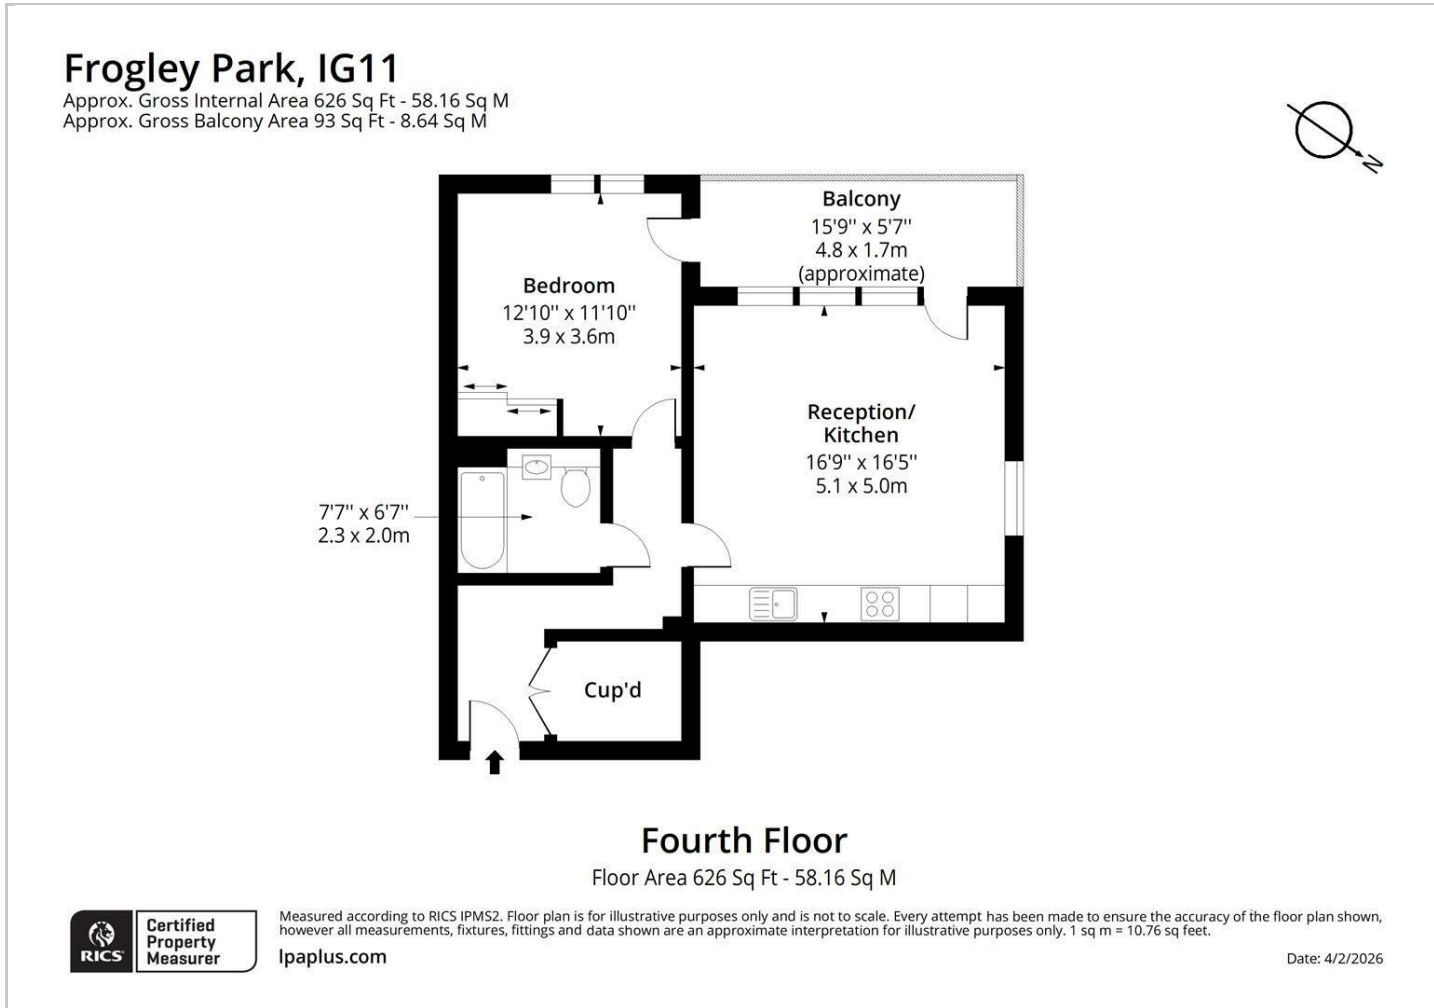 Frogley Park, IG11
Approx. Gross Internal Area 626 Sq Ft - 58.16 Sq M
Approx. Gross Balcony Area 93 Sq Ft - 8.64 Sq M
N
Balcony
15'9'' x 5'7''
4.8 x 1.7m
(approximate)
Bedroom
12'10'' x 11'10''
3.9 x 3.6m
Reception/
Kitchen
16'9'' x 16'5''
5.1 x 5.0m
7'7'' x 6'7''
2.3 x 2.0m
Cup'd
Fourth Floor
Floor Area 626 Sq Ft - 58.16 Sq M
RICS
Certified
Property
Measurer
Measured according to RICS IPMS2. Floor plan is for illustrative purposes only and is not to scale. Every attempt has been made to ensure the accuracy of the floor plan shown,
however all measurements, fixtures, fittings and data shown are an approximate interpretation for illustrative purposes only. 1 sq m = 10.76 sq feet.
lpaplus.com
Date: 4/2/2026